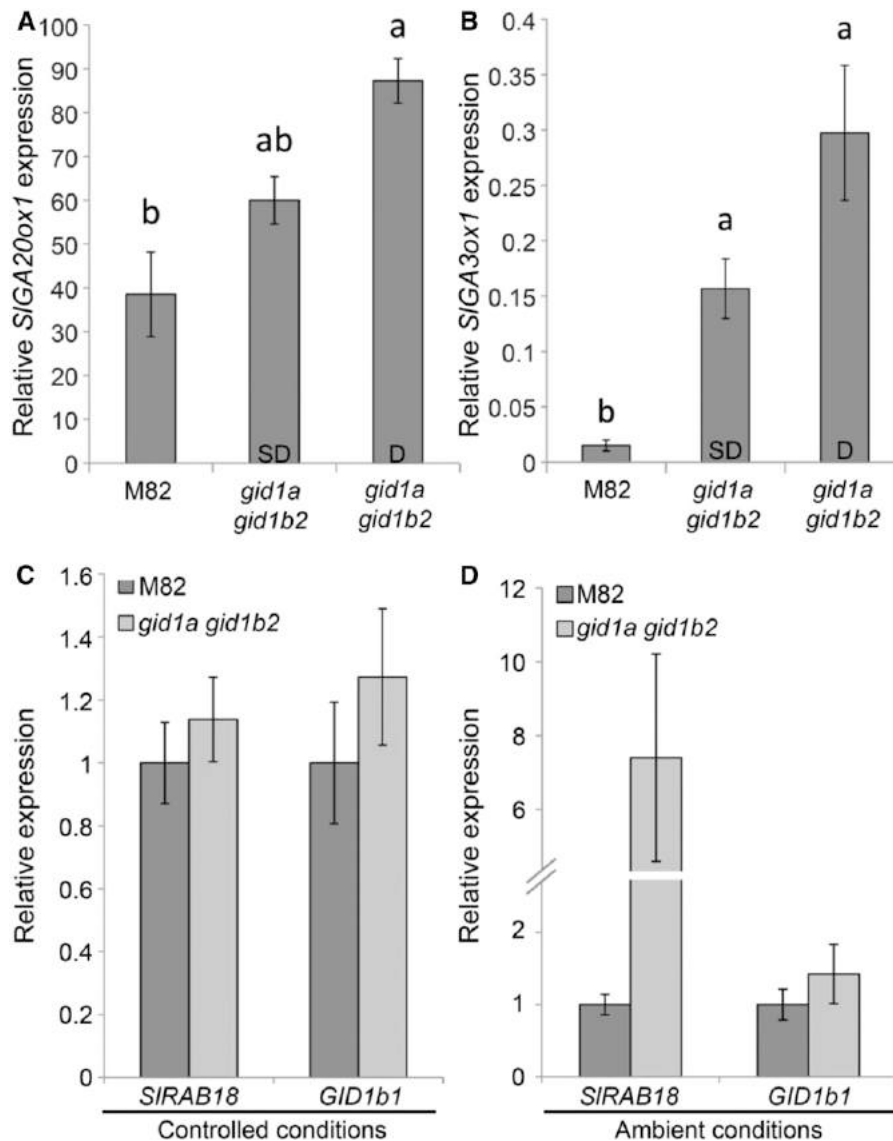 A
Relative SlGA20ox1 expression
100
90
80
70
60
50
40
30
20
10
0
b
ab
a
SD
D
M82
gid1a gid1b2
gid1a gid1b2
B
Relative SlGA3ox1 expression
0.4
0.35
0.3
0.25
0.2
0.15
0.1
0.05
0
b
a
a
SD
D
M82
gid1a gid1b2
gid1a gid1b2
C
Relative expression
1.6
1.4
1.2
1
0.8
0.6
0.4
0.2
0
M82
gid1a gid1b2
SlRAB18
GID1b1
Controlled conditions
D
Relative expression
12
10
8
6
2
1
0
M82
gid1a gid1b2
SlRAB18
GID1b1
Ambient conditions